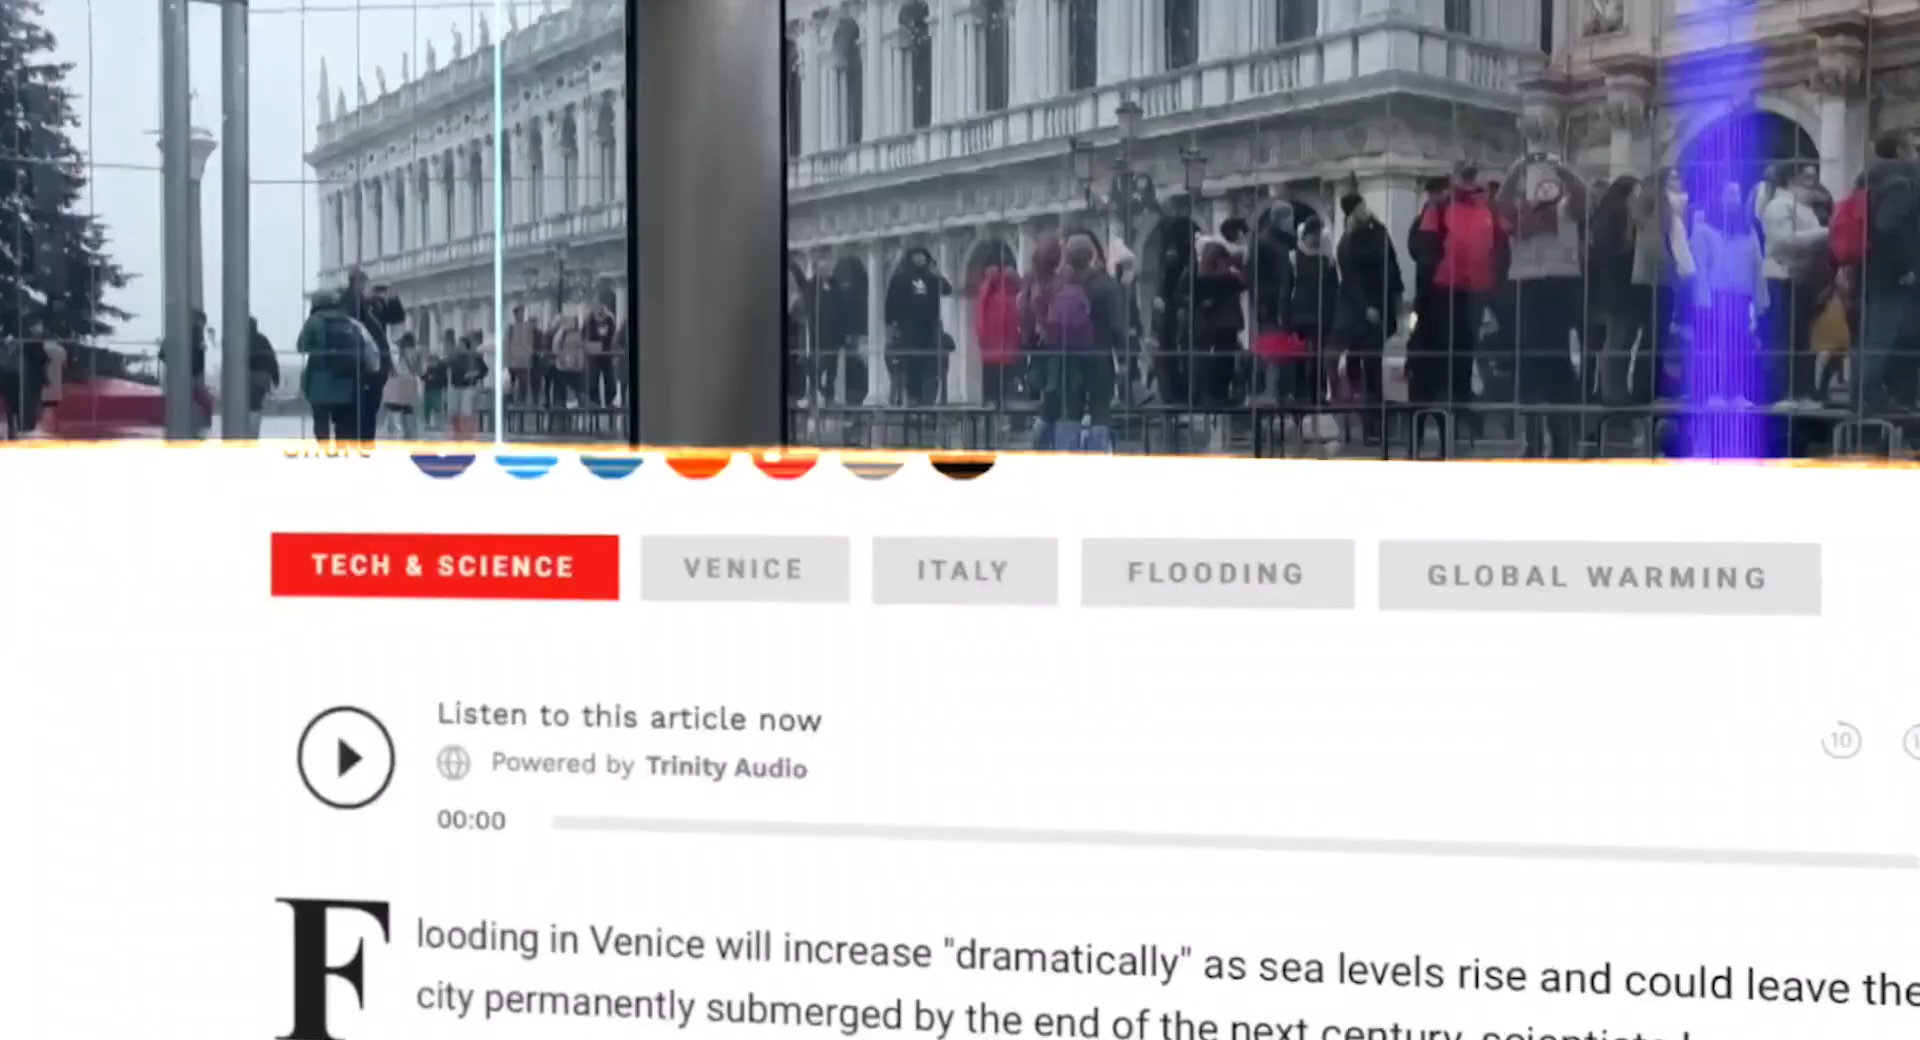 Share
TECH & SCIENCE VENICE ITALY FLOODING GLOBAL WARMING
Listen to this article now
Powered by Trinity Audio
10
00:00
Flooding in Venice will increase "dramatically" as sea levels rise and could leave the
city permanently submerged by the end of the next century, scientists